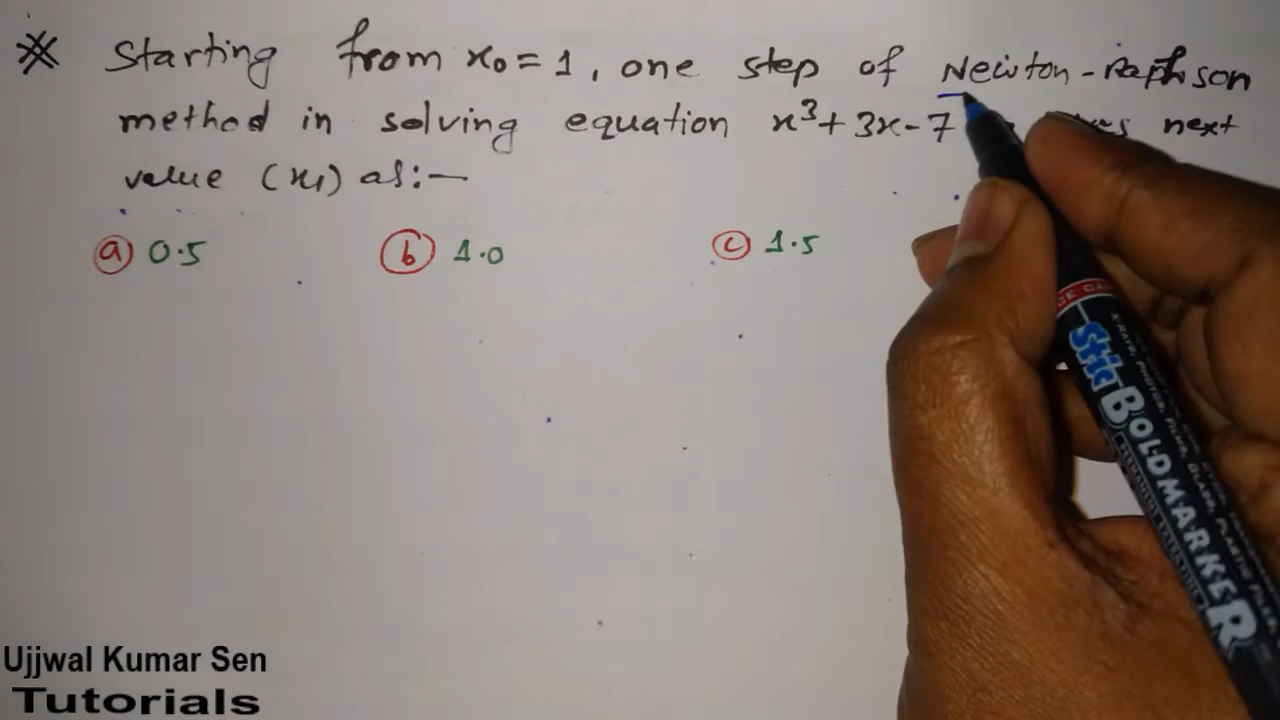 ※ Starting from x₀ = 1, one step of Newton-Raphson
method in solving equation x³ + 3x - 7 next
value (x₁) as:-
ⓐ 0.5 ⓑ 1.0 ⓒ 1.5
Stic BOLDMARKER
Ujjwal Kumar Sen
Tutorials